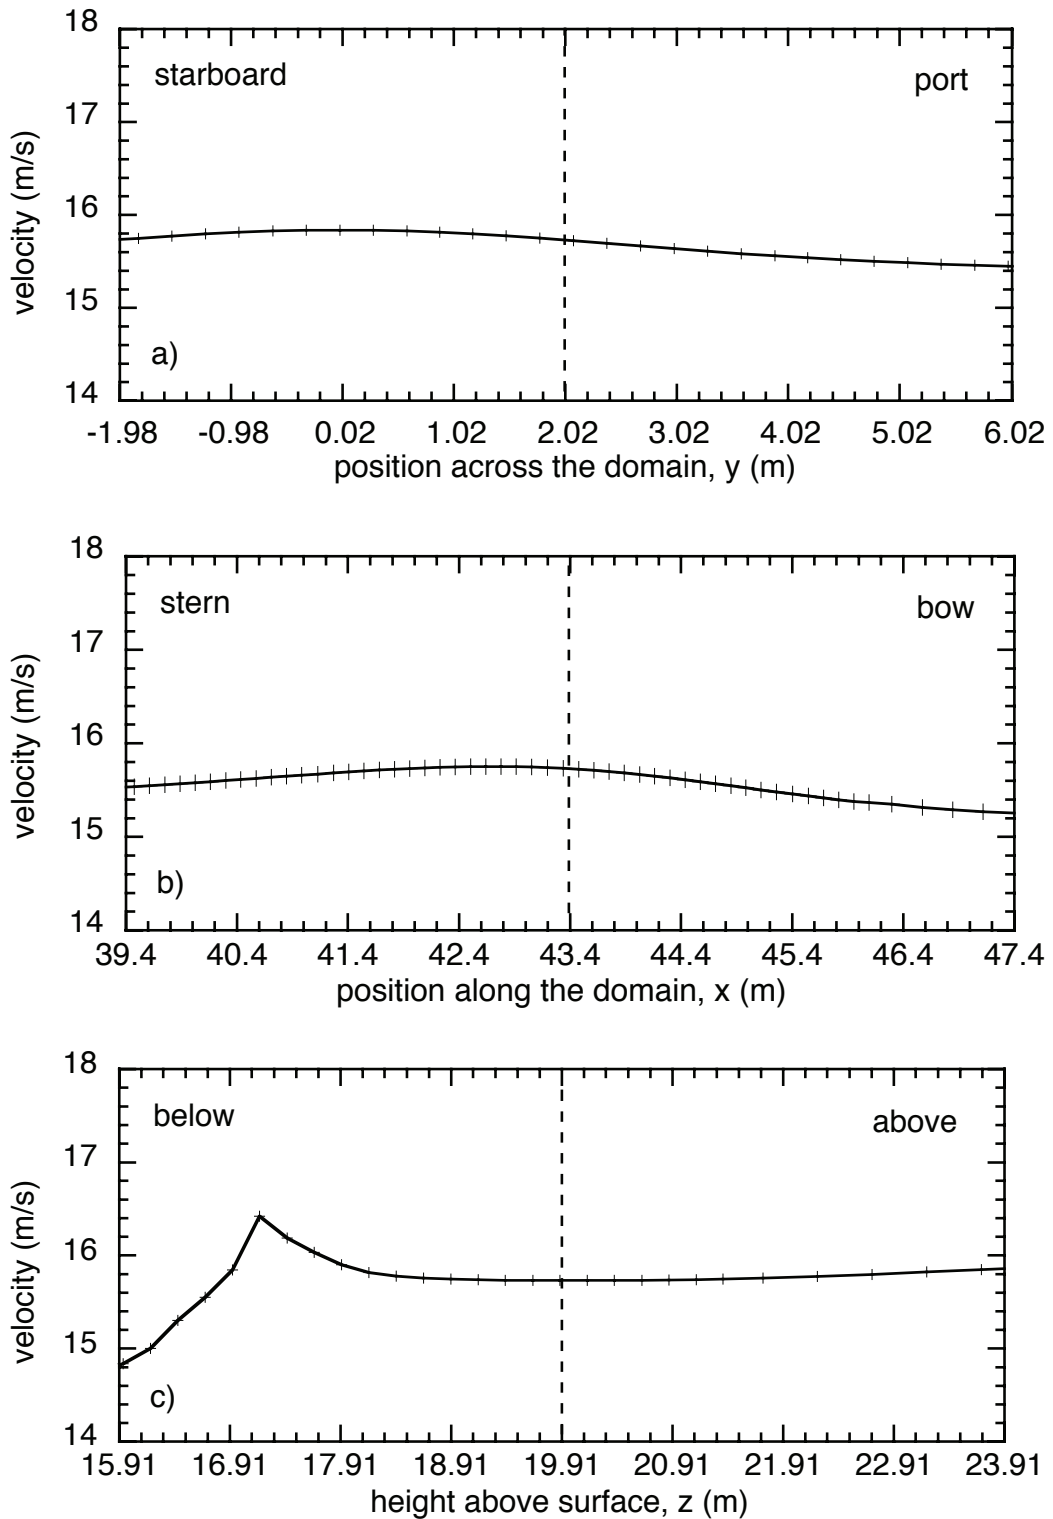 18
starboard
port
17
velocity (m/s)
16
15
a)
14
-1.98 -0.98 0.02 1.02 2.02 3.02 4.02 5.02 6.02
position across the domain, y (m)
18
stern
bow
17
velocity (m/s)
16
15
b)
14
39.4 40.4 41.4 42.4 43.4 44.4 45.4 46.4 47.4
position along the domain, x (m)
18
below
above
17
velocity (m/s)
16
15
c)
14
15.91 16.91 17.91 18.91 19.91 20.91 21.91 22.91 23.91
height above surface, z (m)